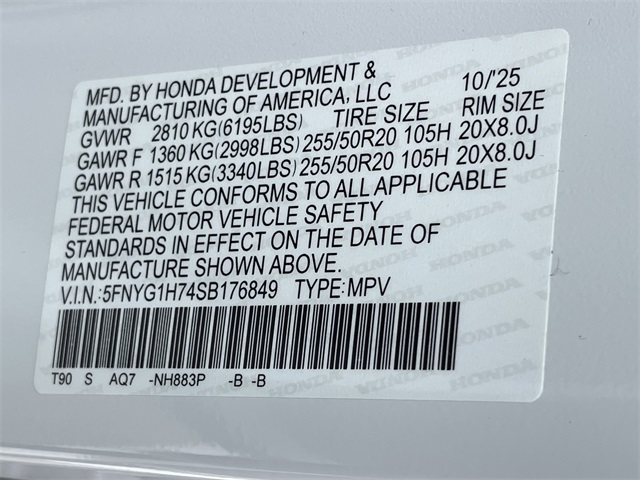 MFD. BY HONDA DEVELOPMENT & 10/'25
MANUFACTURING OF AMERICA, LLC
GVWR 2810 KG(6195LBS) TIRE SIZE RIM SIZE
GAWR F 1360 KG(2998LBS) 255/50R20 105H 20X8.0J
GAWR R 1515 KG(3340LBS) 255/50R20 105H 20X8.0J
THIS VEHICLE CONFORMS TO ALL APPLICABLE
FEDERAL MOTOR VEHICLE SAFETY
STANDARDS IN EFFECT ON THE DATE OF
MANUFACTURE SHOWN ABOVE.
V.I.N.:5FNYG1H74SB176849 TYPE:MPV
T90 S AQ7 -NH883P -B -B